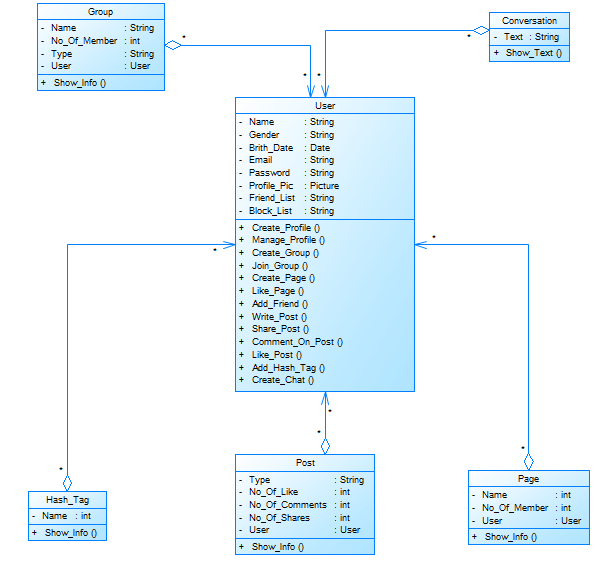 Group
- Name : String
- No_Of_Member : int
- Type : String
- User : User
+ Show_Info ()
*
*
Conversation
- Text : String
+ Show_Text ()
*
*
User
- Name : String
- Gender : String
- Brith_Date : Date
- Email : String
- Password : String
- Profile_Pic : Picture
- Friend_List : String
- Block_List : String
+ Create_Profile ()
+ Manage_Profile ()
+ Create_Group ()
+ Join_Group ()
+ Create_Page ()
+ Like_Page ()
+ Add_Friend ()
+ Write_Post ()
+ Share_Post ()
+ Comment_On_Post ()
+ Like_Post ()
+ Add_Hash_Tag ()
+ Create_Chat ()
*
*
*
*
*
*
Hash_Tag
- Name : int
+ Show_Info ()
Post
- Type : String
- No_Of_Like : int
- No_Of_Comments : int
- No_Of_Shares : int
- User : User
+ Show_Info ()
Page
- Name : int
- No_Of_Member : int
- User : User
+ Show_Info ()